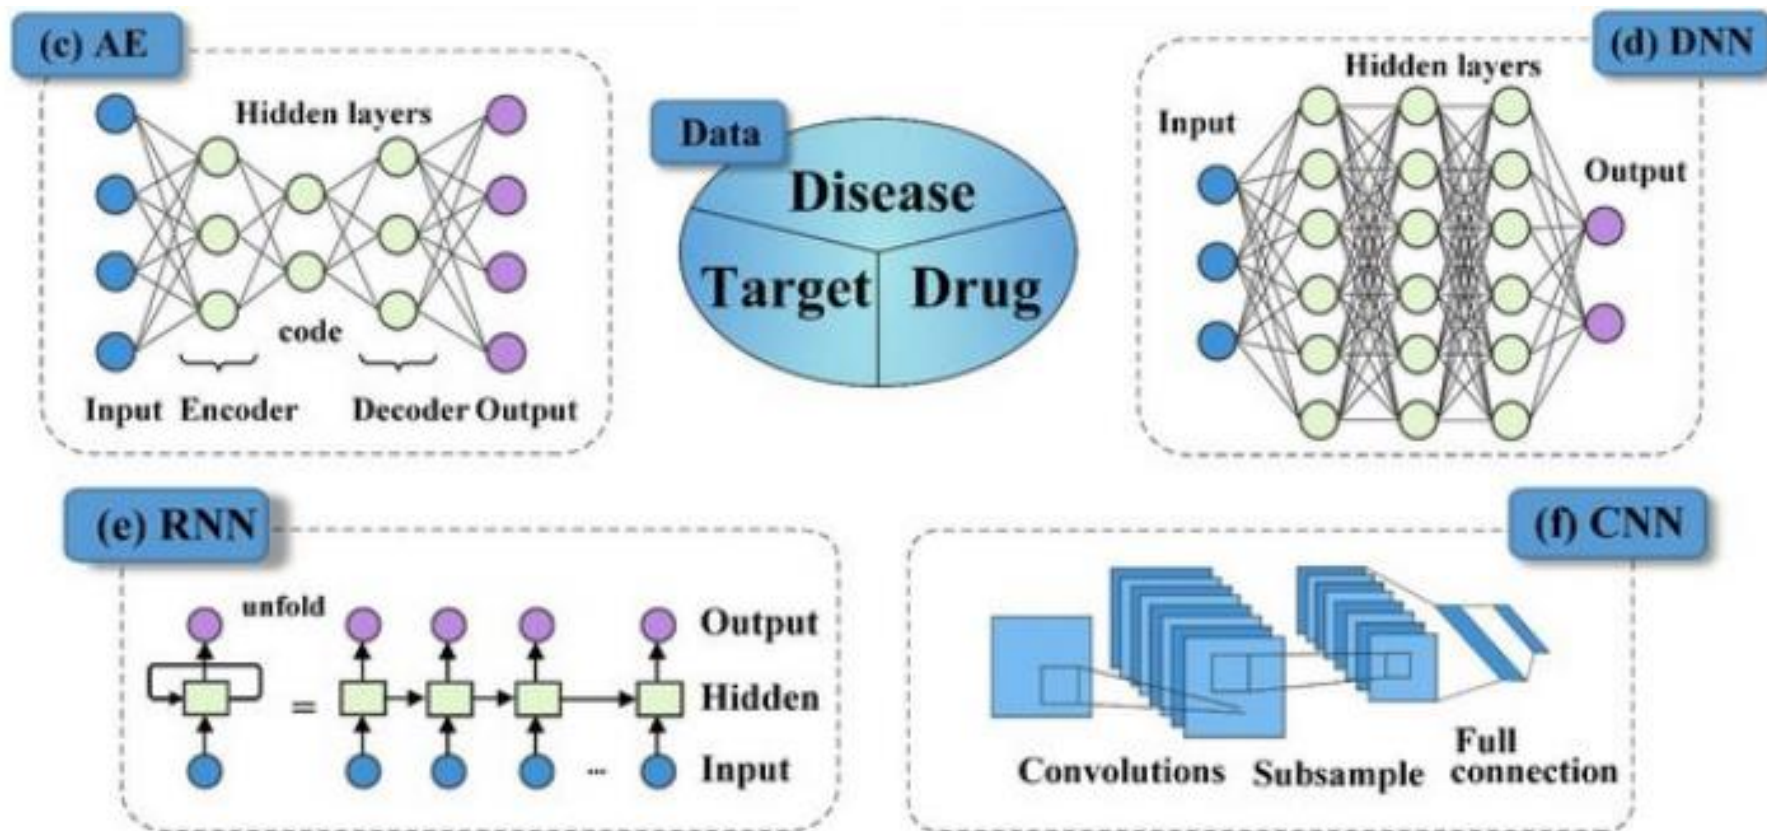 (c) AE
Hidden layers
code
Input Encoder Decoder Output
Data
Disease
Target Drug
(d) DNN
Hidden layers
Input
Output
(e) RNN
unfold
Output
=
Hidden
...
Input
(f) CNN
Convolutions
Subsample
Full
connection